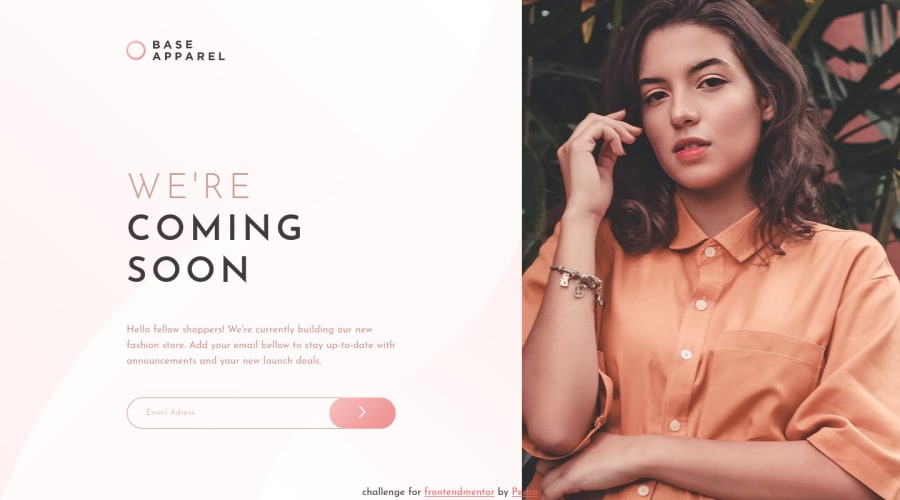 BASE
APPAREL
WE'RE
COMING
SOON
Hello fellow shoppers! We're currently building our new
fashion store. Add your email bellow to stay up-to-date with
announcements and your new launch deals.
Email Adress
challenge for frontendmentor by Pedro